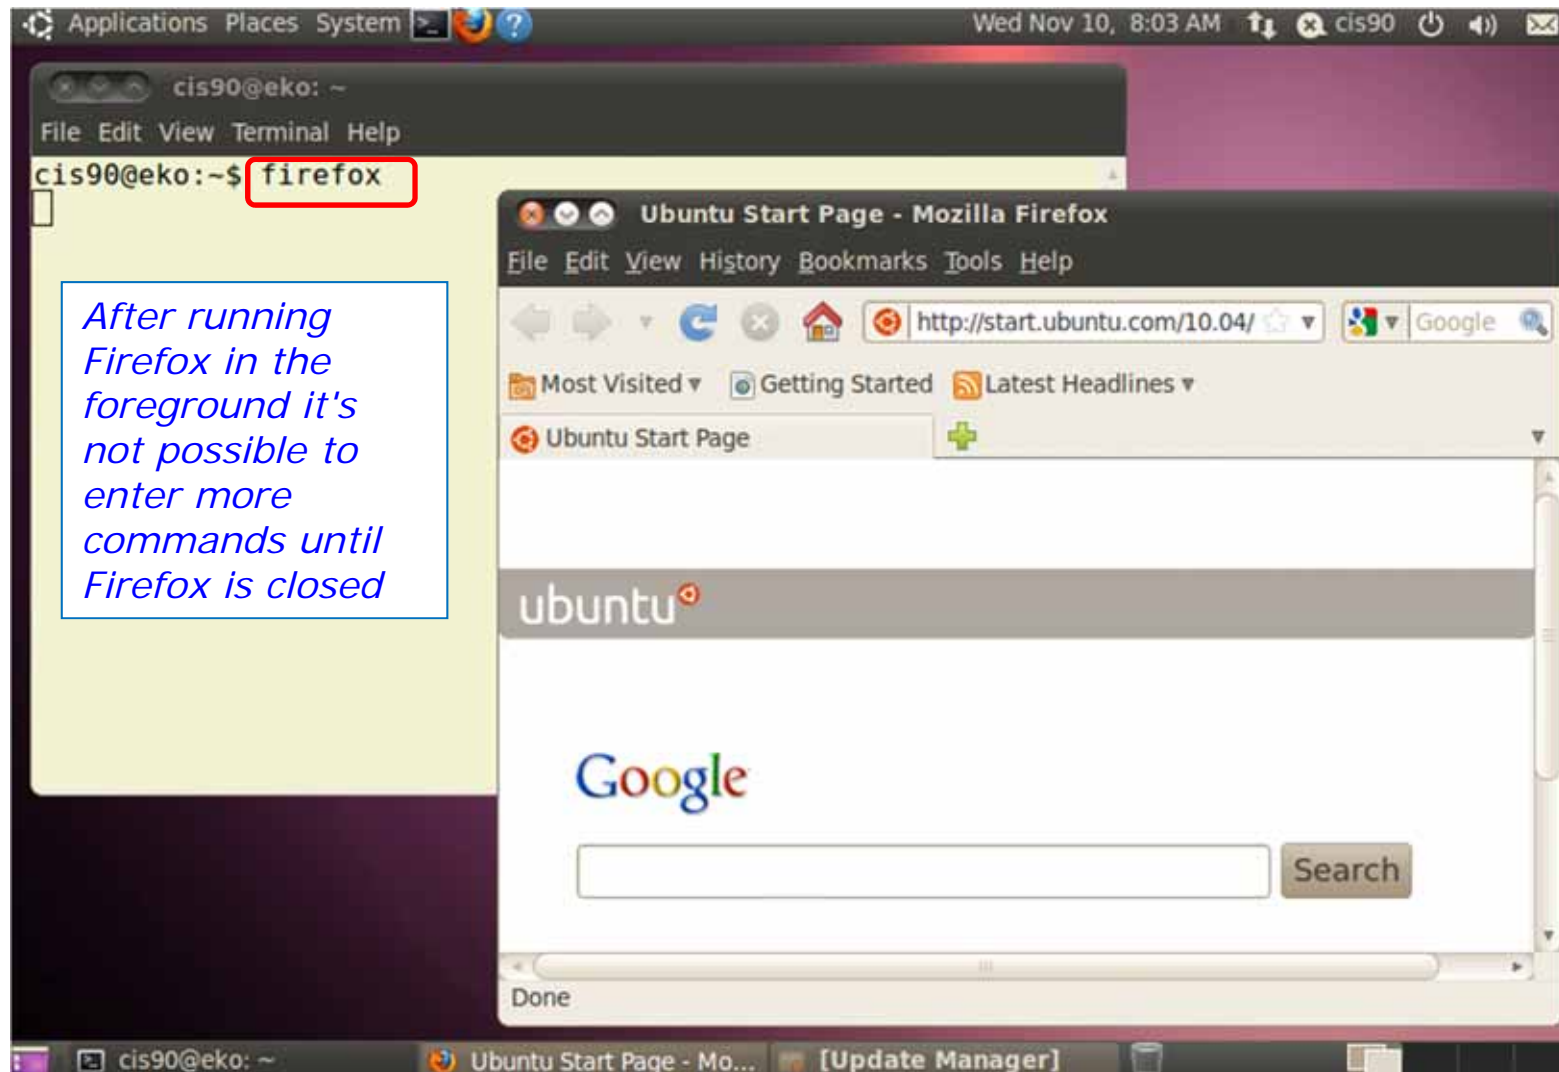 Applications Places System
Wed Nov 10, 8:03 AM cis90
cis90@eko: ~
File Edit View Terminal Help
cis90@eko:~$ firefox
After running
Firefox in the
foreground it's
not possible to
enter more
commands until
Firefox is closed
Ubuntu Start Page - Mozilla Firefox
File Edit View History Bookmarks Tools Help
http://start.ubuntu.com/10.04/ Google
Most Visited Getting Started Latest Headlines
Ubuntu Start Page
ubuntu
Google
Search
Done
cis90@eko: ~ Ubuntu Start Page - Mo... [Update Manager]